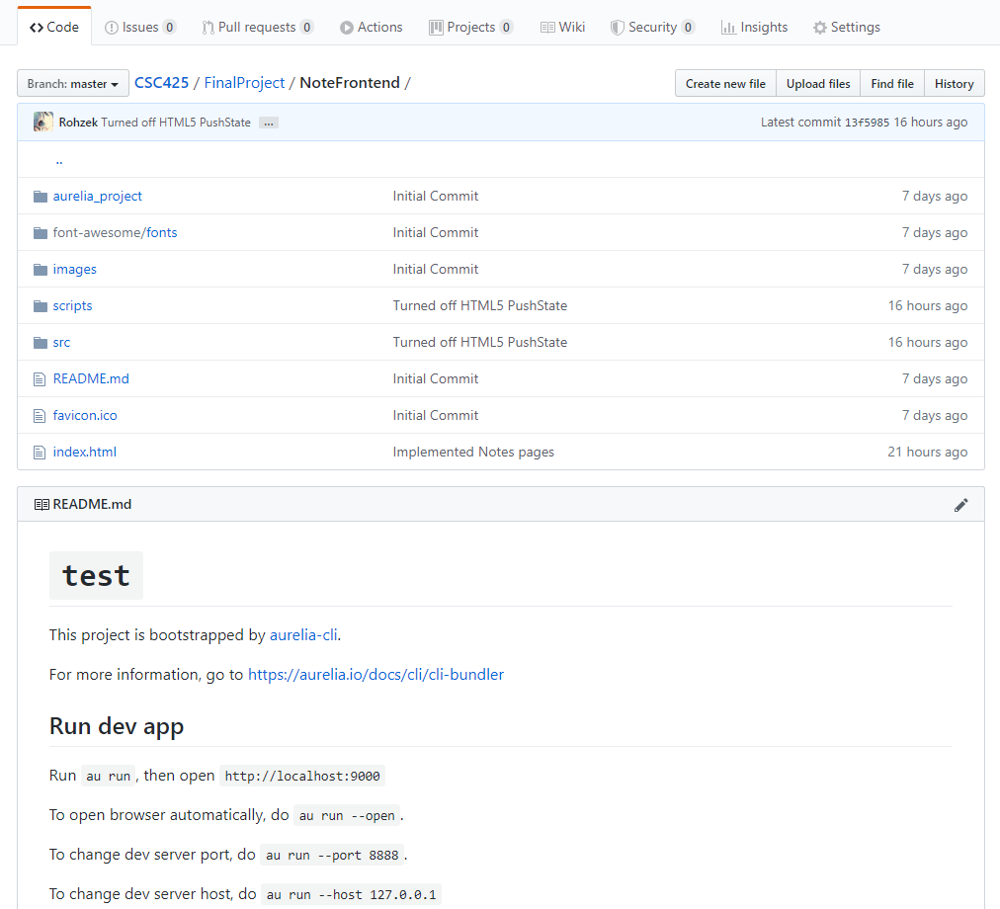 Code Issues 0 Pull requests 0 Actions Projects 0 Wiki Security 0 Insights Settings
Branch: master CSC425 / FinalProject / NoteFrontend / Create new file Upload files Find file History
Rohzek Turned off HTML5 PushState ... Latest commit 13f5985 16 hours ago
..
aurelia_project Initial Commit 7 days ago
font-awesome/fonts Initial Commit 7 days ago
images Initial Commit 7 days ago
scripts Turned off HTML5 PushState 16 hours ago
src Turned off HTML5 PushState 16 hours ago
README.md Initial Commit 7 days ago
favicon.ico Initial Commit 7 days ago
index.html Implemented Notes pages 21 hours ago
README.md
test
This project is bootstrapped by aurelia-cli.
For more information, go to https://aurelia.io/docs/cli/cli-bundler
Run dev app
Run au run, then open http://localhost:9000
To open browser automatically, do au run --open.
To change dev server port, do au run --port 8888.
To change dev server host, do au run --host 127.0.0.1